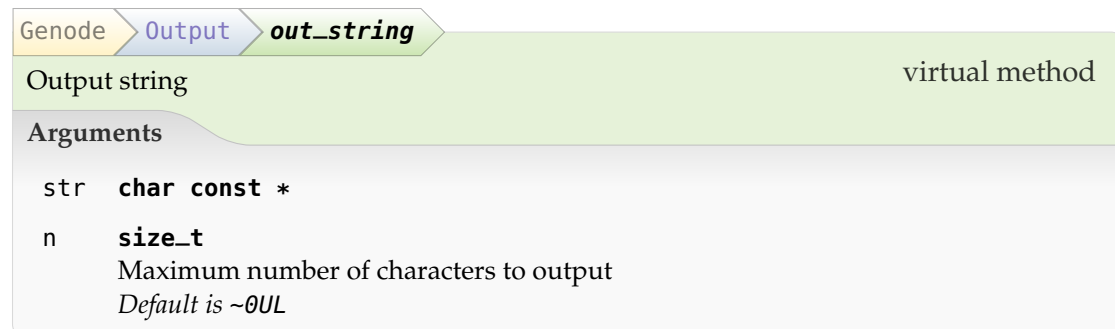 Genode Output out_string
Output string virtual method
Arguments
str char const *
n size_t
Maximum number of characters to output
Default is ~0UL